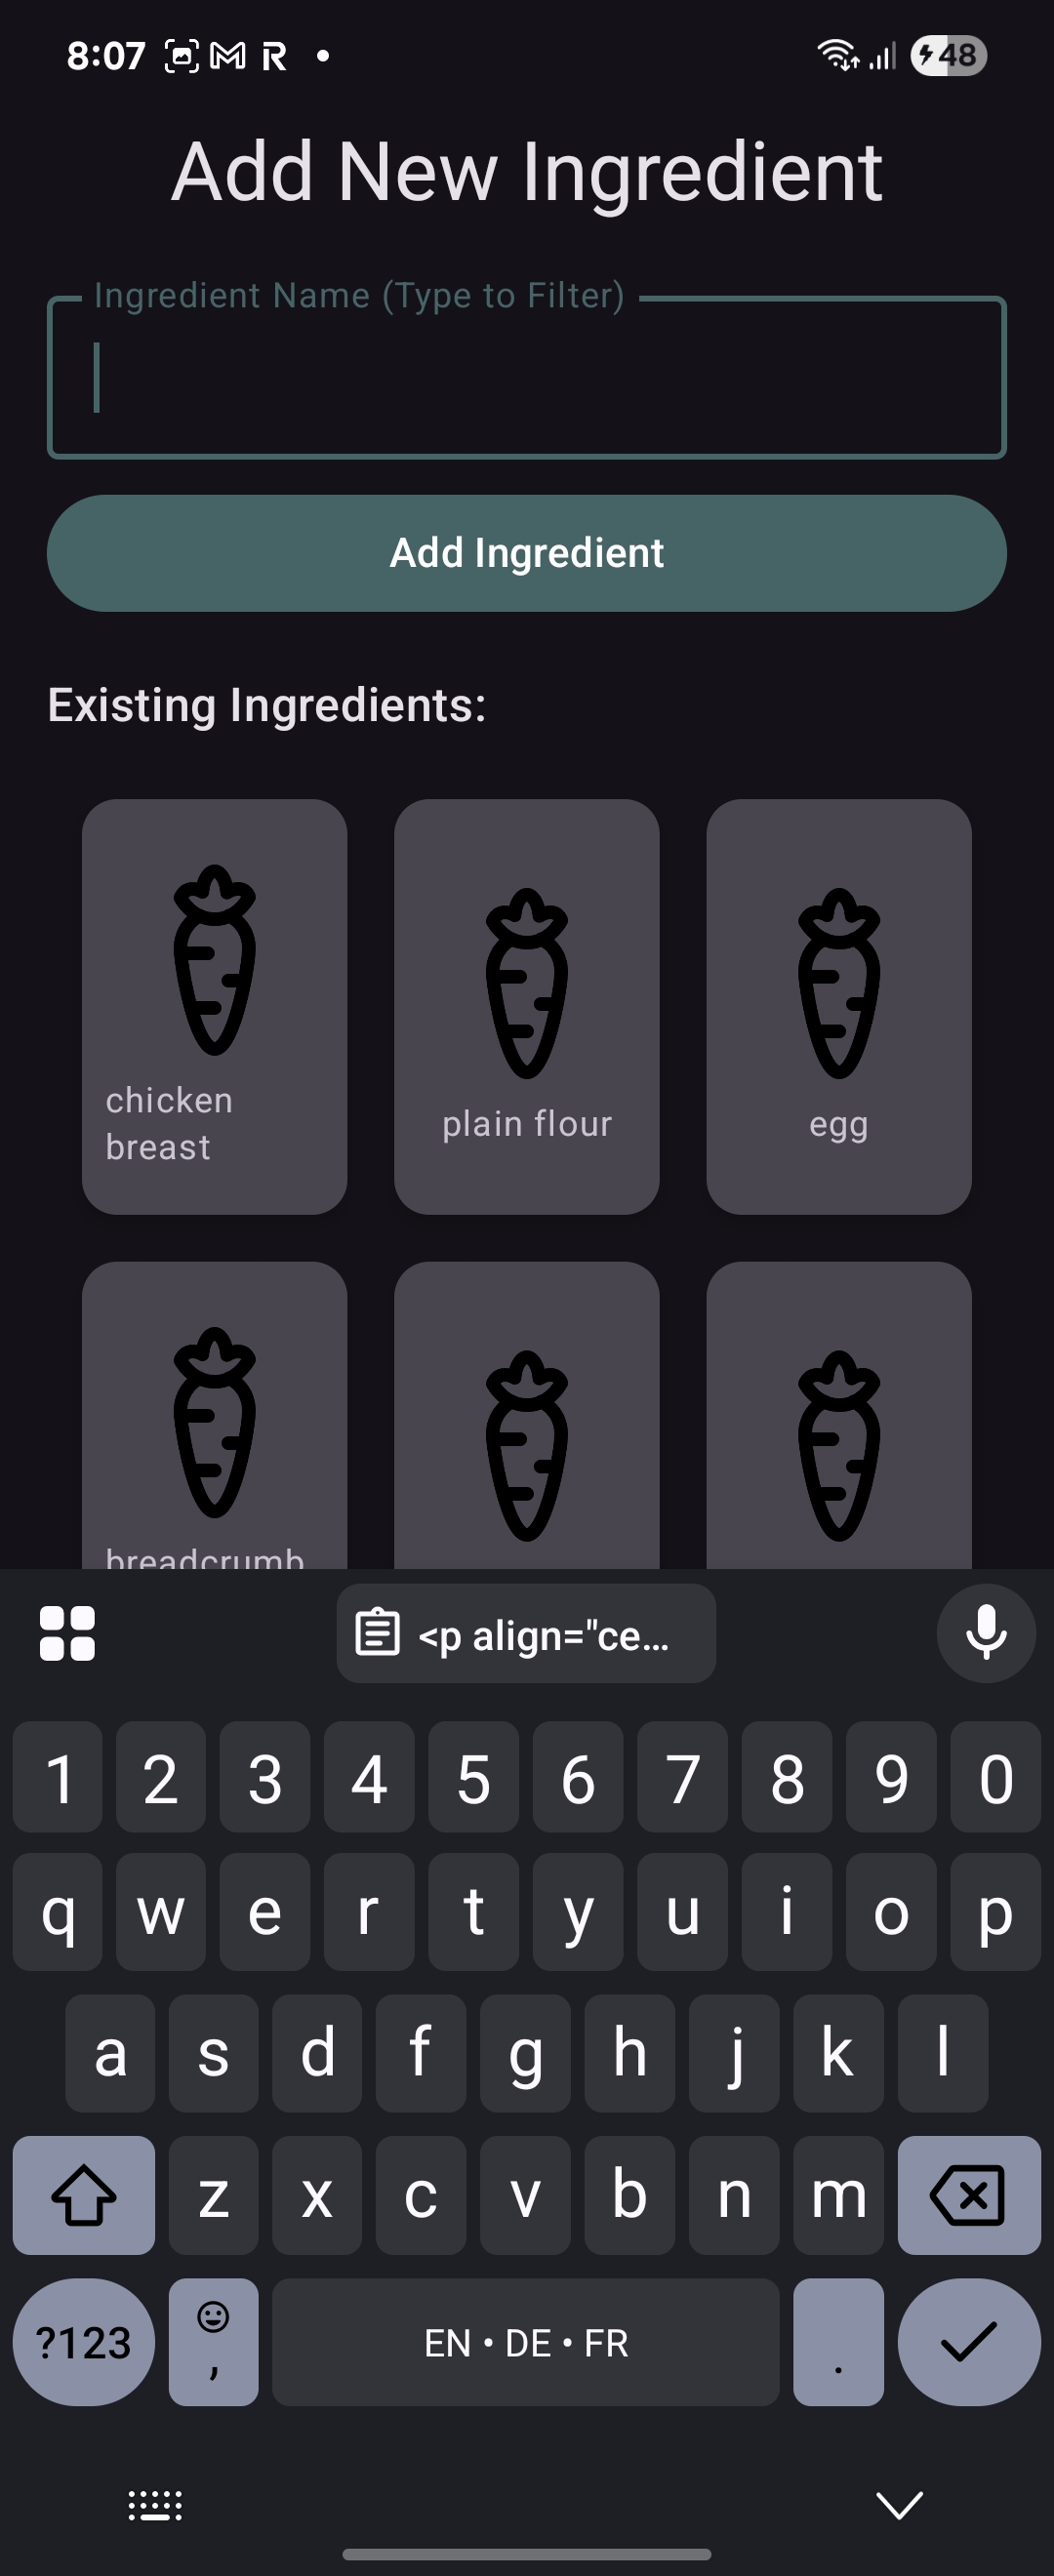 8:07
48
Add New Ingredient
Ingredient Name (Type to Filter)
Add Ingredient
Existing Ingredients:
chicken
breast
plain flour
egg
breadcrumb
<p align="ce...
1 2 3 4 5 6 7 8 9 0
q w e r t y u i o p
a s d f g h j k l
z x c v b n m
?123 , EN • DE • FR .